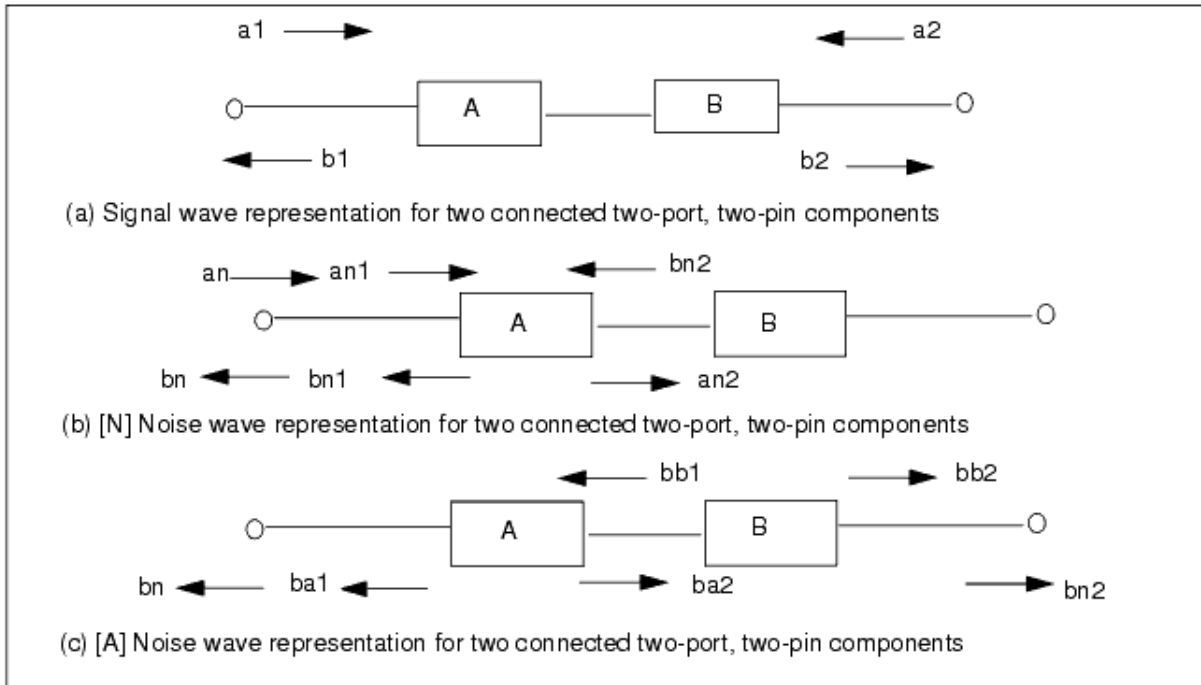 a1 a2
A B
b1 b2
(a) Signal wave representation for two connected two-port, two-pin components
an an1 bn2
A B
bn bn1 an2
(b) [N] Noise wave representation for two connected two-port, two-pin components
bb1 bb2
A B
bn ba1 ba2 bn2
(c) [A] Noise wave representation for two connected two-port, two-pin components